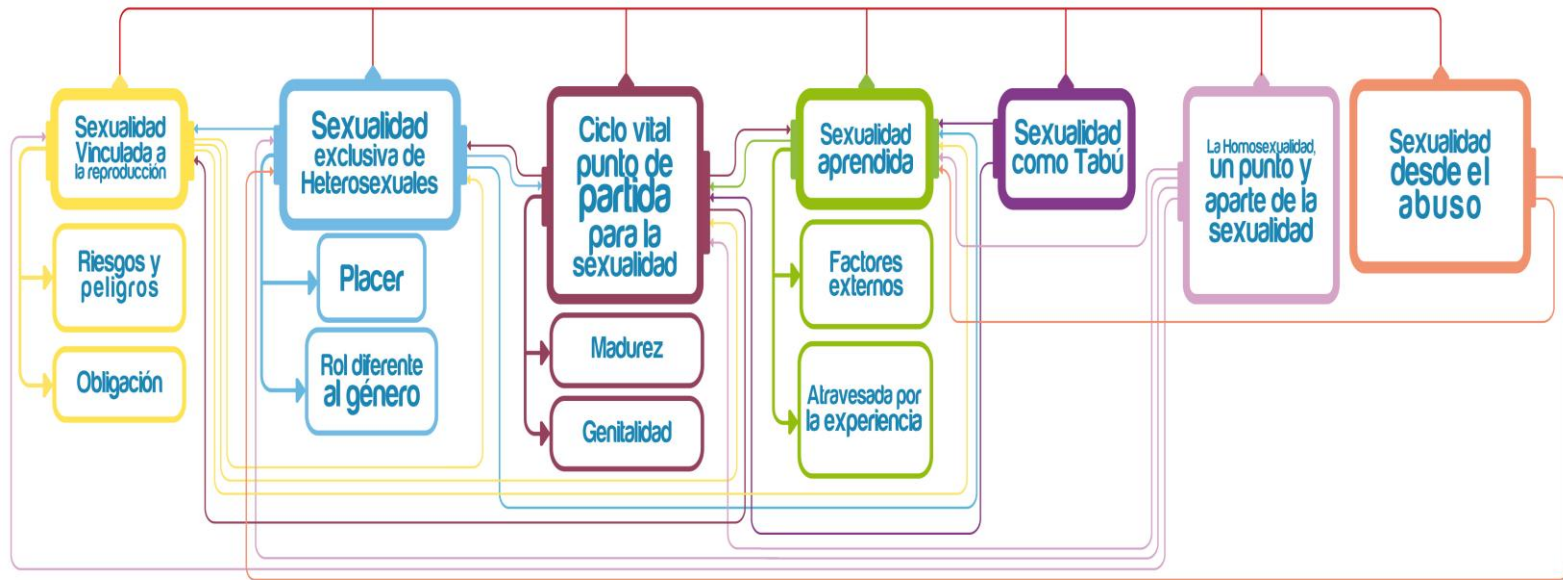 Sexualidad
Vinculada a
la reproducción
Riesgos y
peligros
Obligación
Sexualidad
exclusiva de
Heterosexuales
Placer
Rol diferente
al género
Ciclo vital
punto de
partida
para la
sexualidad
Madurez
Genitalidad
Sexualidad
aprendida
Factores
externos
Atravesada por
la experiencia
Sexualidad
como Tabú
La Homosexualidad,
un punto y
aparte de la
sexualidad
Sexualidad
desde el
abuso